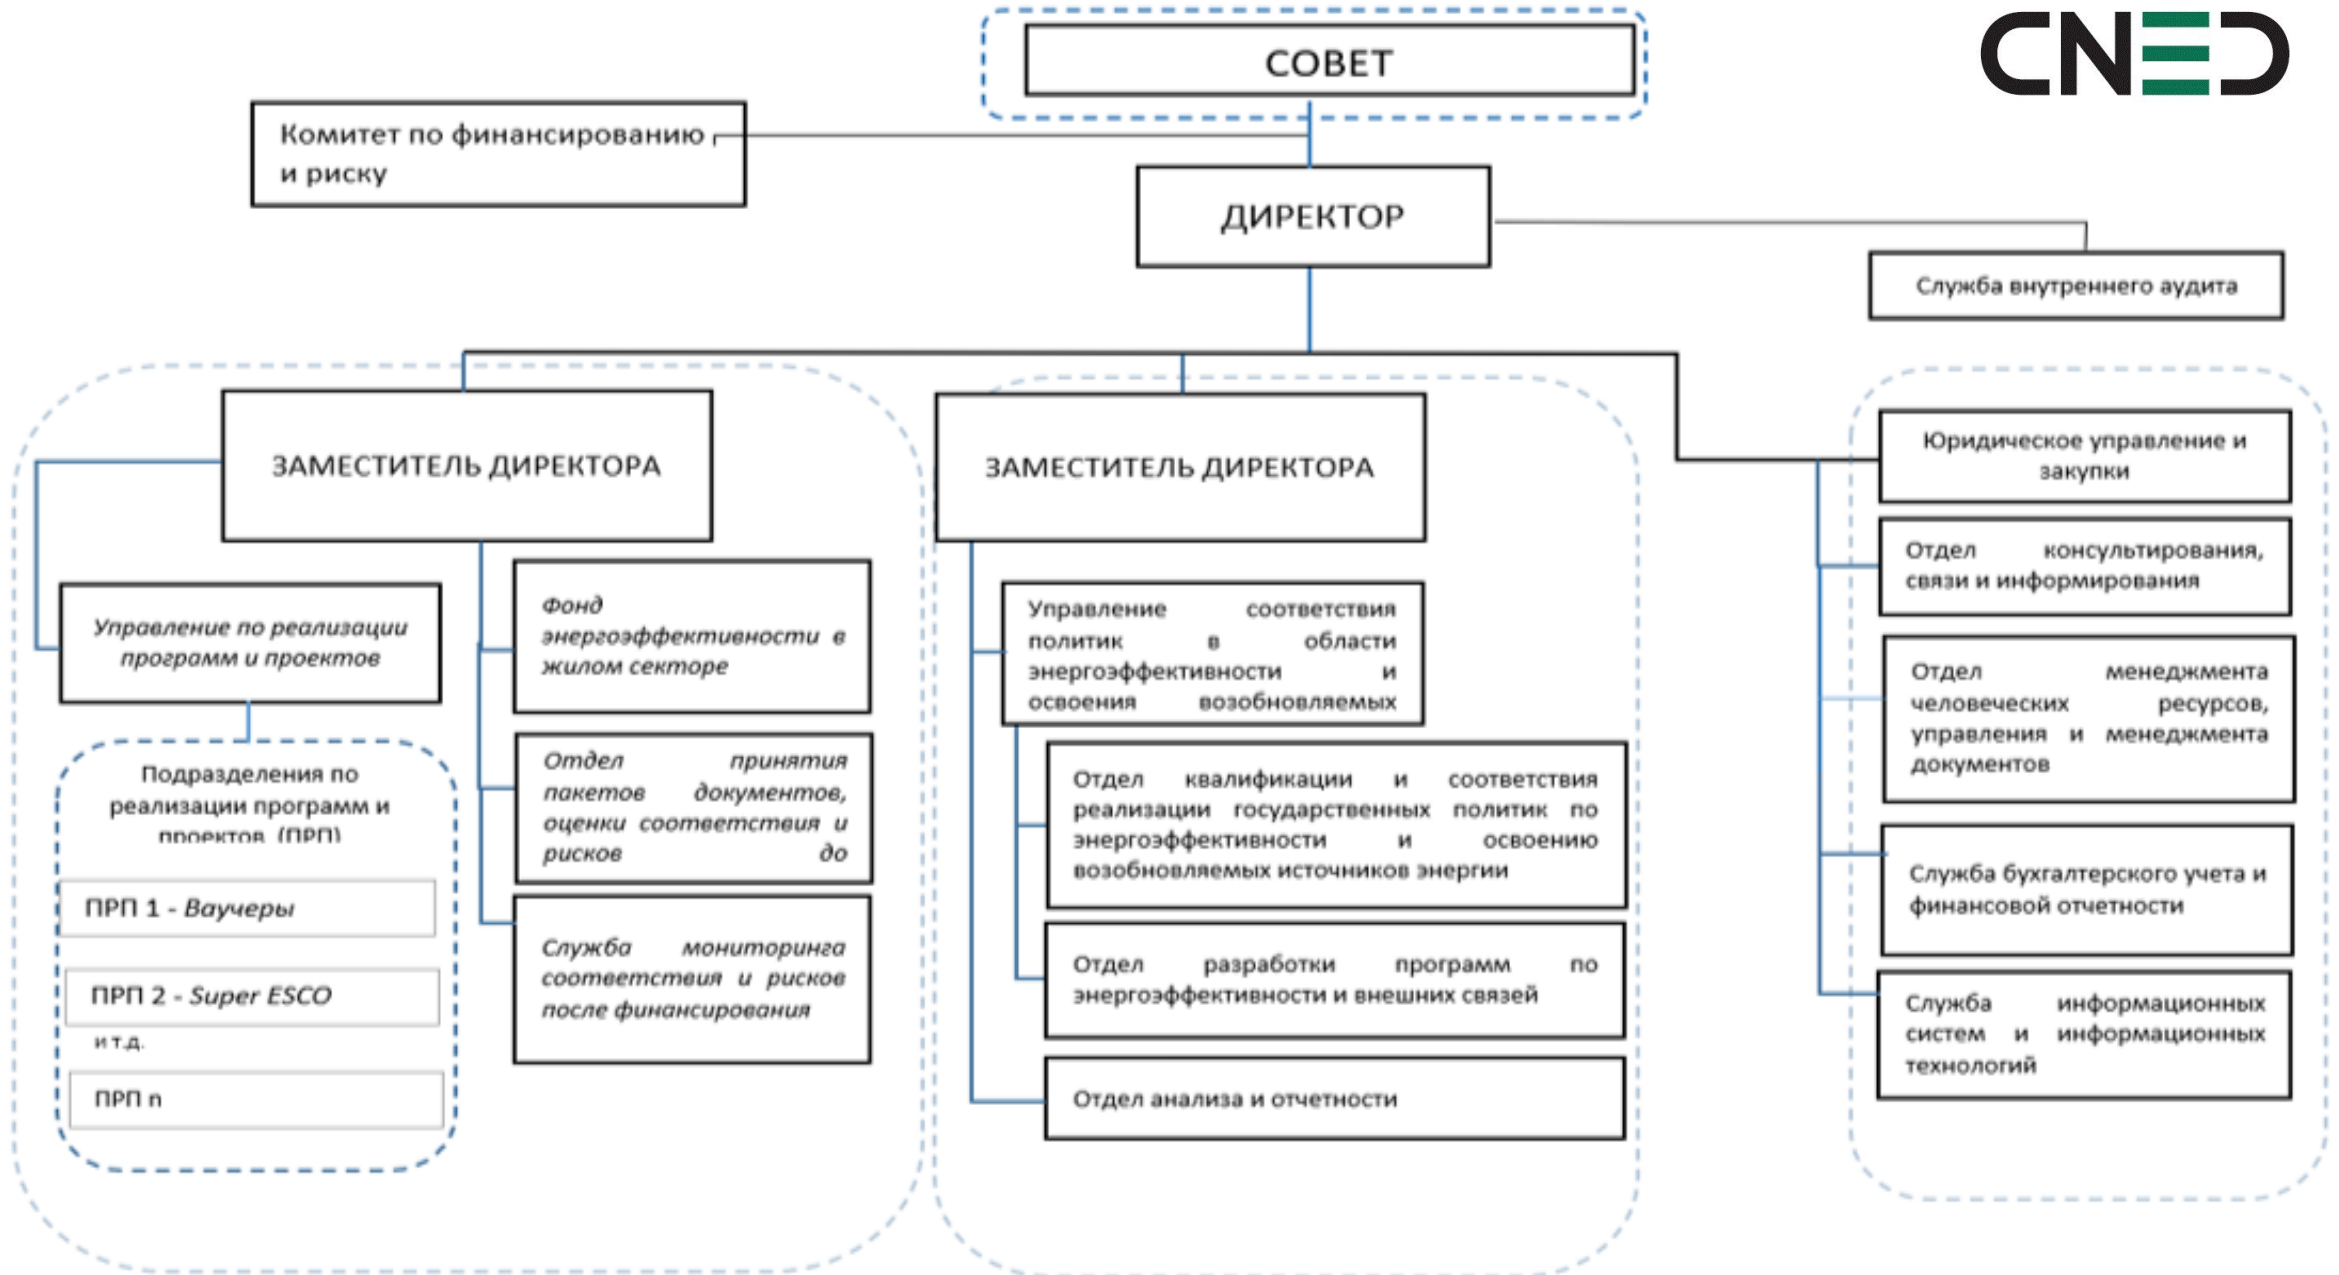 СОВЕТ
CNED
Комитет по финансированию
и риску
ДИРЕКТОР
Служба внутреннего аудита
ЗАМЕСТИТЕЛЬ ДИРЕКТОРА
Управление по реализации
программ и проектов
Подразделения по
реализации программ и
проектов (ПРП)
ПРП 1 - Ваучеры
ПРП 2 - Super ESCO
и т.д.
ПРП n
Фонд
энергоэффективности в
жилом секторе
Отдел принятия
пакетов документов,
оценки соответствия и
рисков до
Служба мониторинга
соответствия и рисков
после финансирования
ЗАМЕСТИТЕЛЬ ДИРЕКТОРА
Управление соответствия
политик в области
энергоэффективности и
освоения возобновляемых
Отдел квалификации и соответствия
реализации государственных политик по
энергоэффективности и освоению
возобновляемых источников энергии
Отдел разработки программ по
энергоэффективности и внешних связей
Отдел анализа и отчетности
Юридическое управление и
закупки
Отдел консультирования,
связи и информирования
Отдел менеджмента
человеческих ресурсов,
управления и менеджмента
документов
Служба бухгалтерского учета и
финансовой отчетности
Служба информационных
систем и информационных
технологий